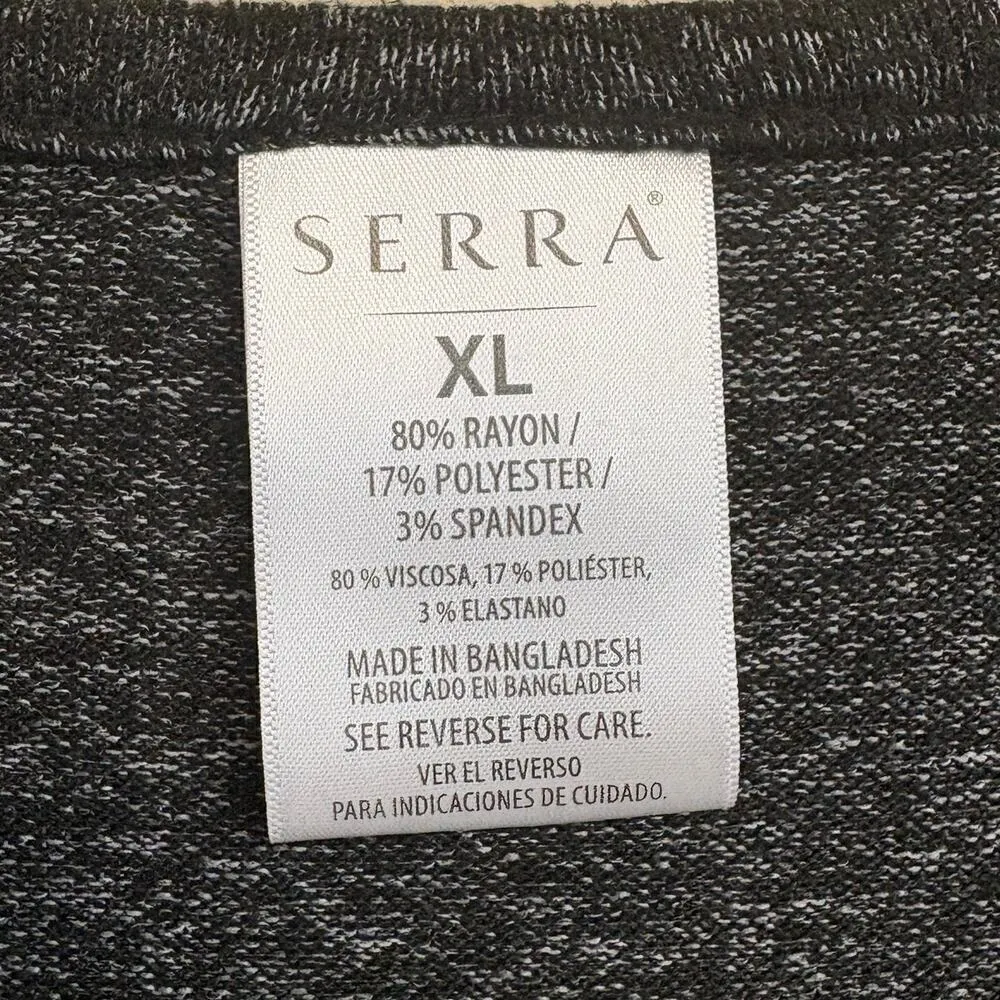 SERRA®
XL
80% RAYON /
17% POLYESTER /
3% SPANDEX
80 % VISCOSA, 17 % POLIÉSTER,
3 % ELASTANO
MADE IN BANGLADESH
FABRICADO EN BANGLADESH
SEE REVERSE FOR CARE.
VER EL REVERSO
PARA INDICACIONES DE CUIDADO.